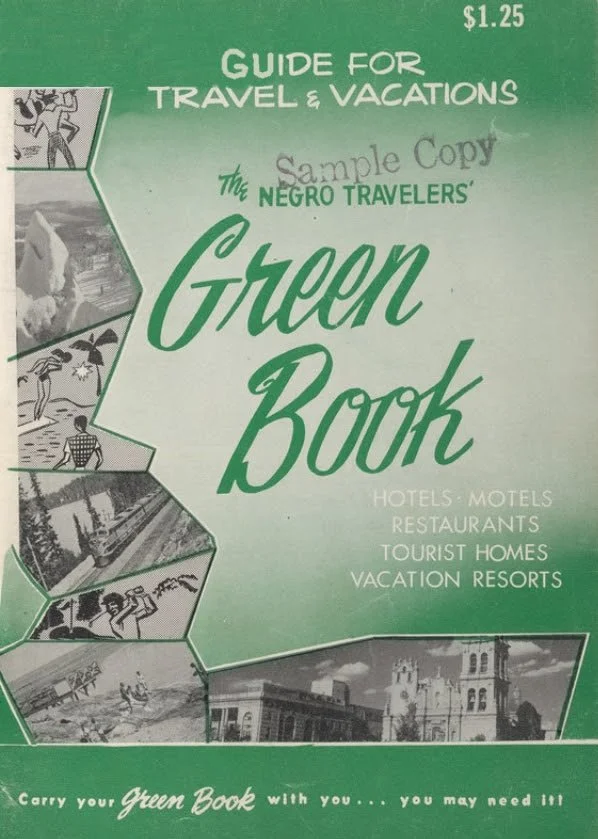 $1.25
GUIDE FOR
TRAVEL & VACATIONS
Sample Copy
The NEGRO TRAVELERS'
Green
Book
HOTELS · MOTELS
RESTAURANTS
TOURIST HOMES
VACATION RESORTS
Carry your Green Book with you... you may need it!